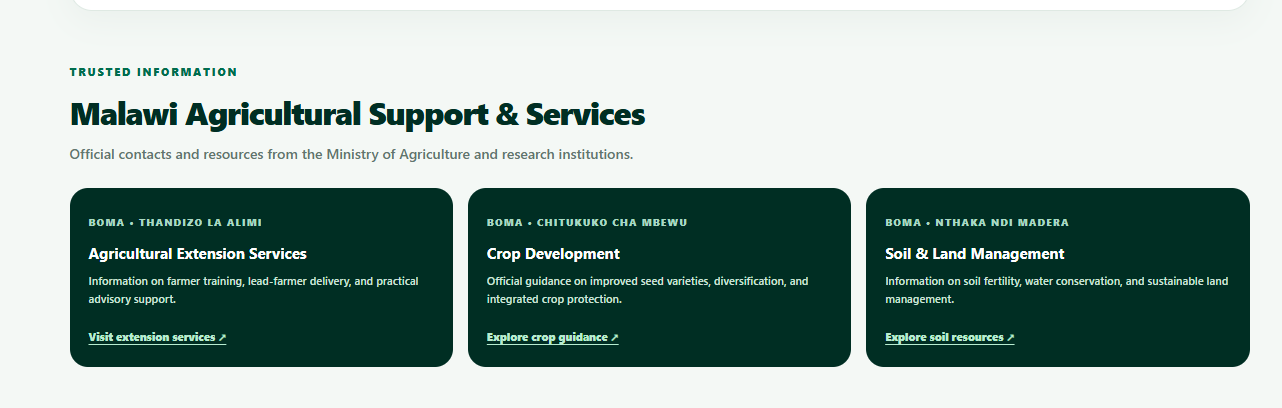 TRUSTED INFORMATION
Malawi Agricultural Support & Services
Official contacts and resources from the Ministry of Agriculture and research institutions.
BOMA • THANDIZO LA ALIMI
Agricultural Extension Services
Information on farmer training, lead-farmer delivery, and practical
advisory support.
Visit extension services ↗
BOMA • CHITUKUKO CHA MBEWU
Crop Development
Official guidance on improved seed varieties, diversification, and
integrated crop protection.
Explore crop guidance ↗
BOMA • NTHAKA NDI MADERA
Soil & Land Management
Information on soil fertility, water conservation, and sustainable land
management.
Explore soil resources ↗